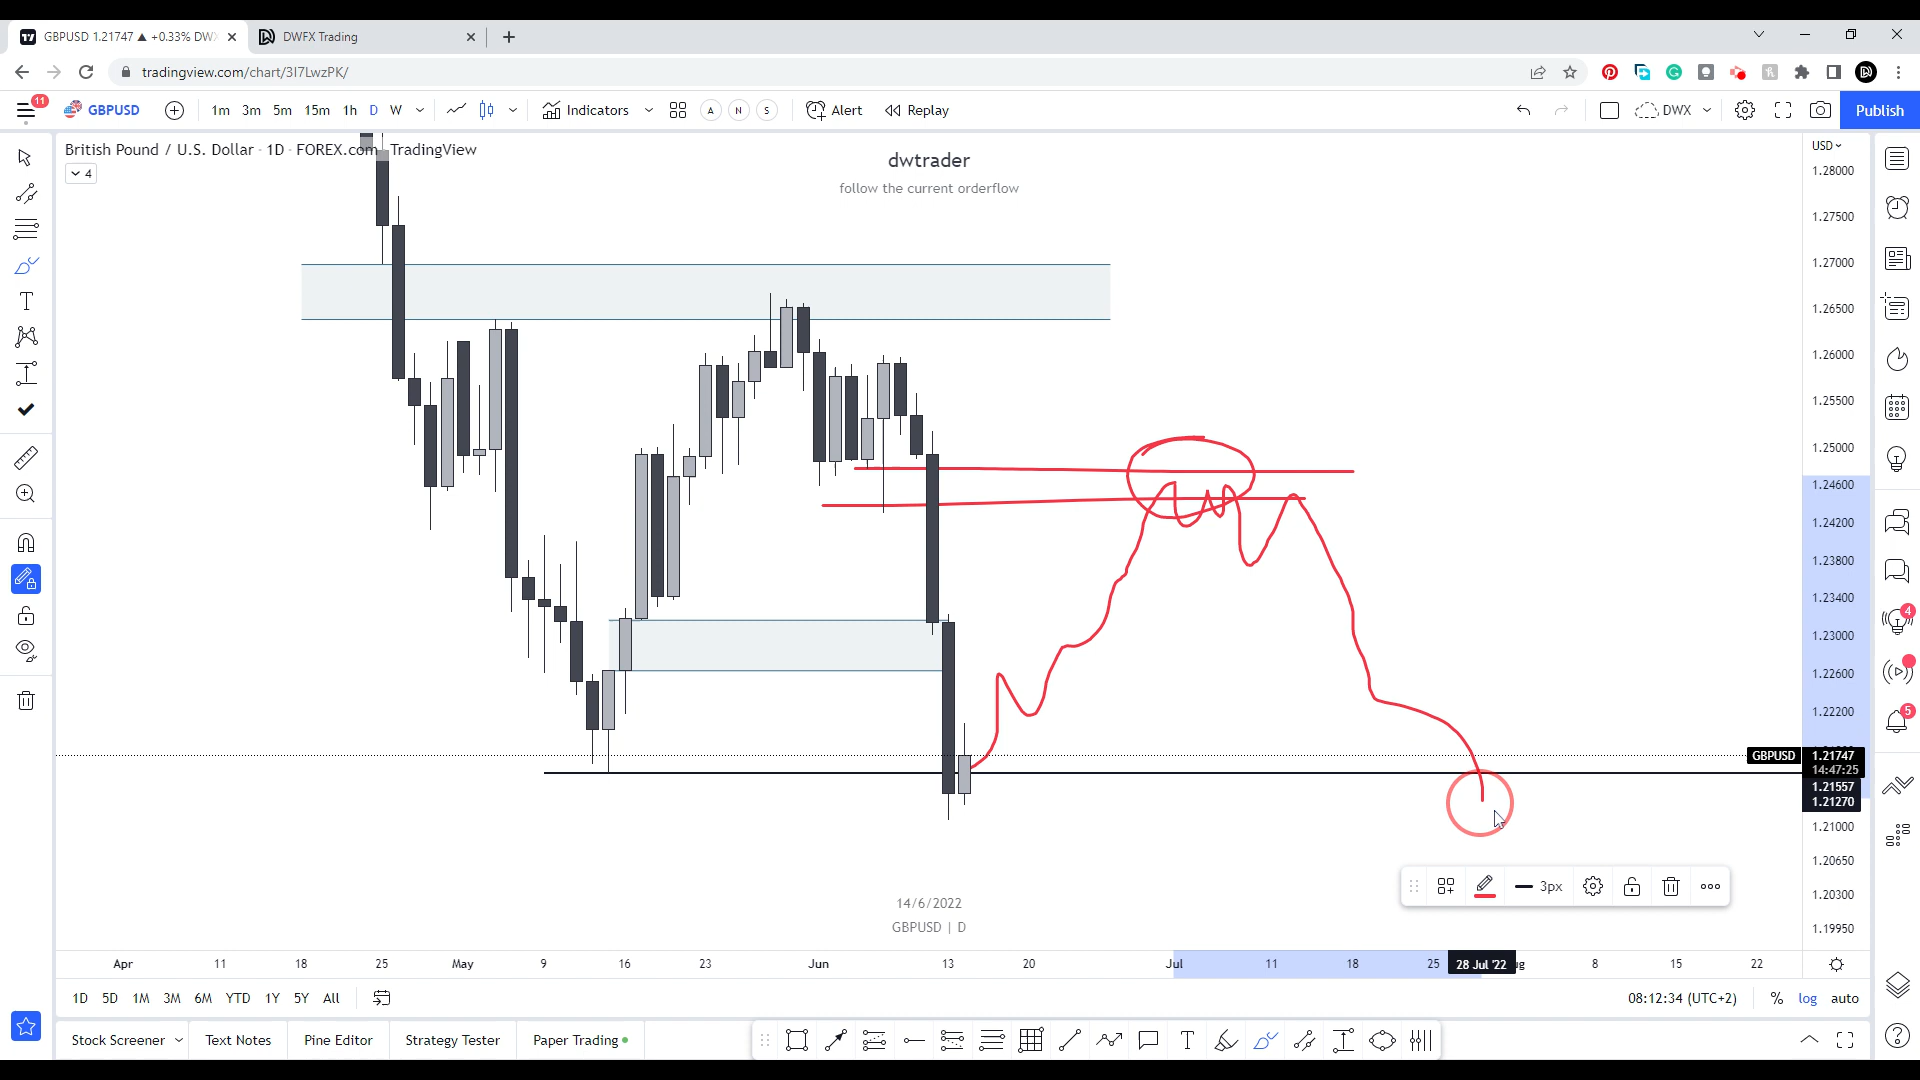 GBPUSD 1.21747 ▲ +0.33% DWX
DWFX Trading
tradingview.com/chart/3I7LwzPK/
11
GBPUSD
1m 3m 5m 15m 1h D W
Indicators
A N S
Alert
Replay
DWX
Publish
British Pound / U.S. Dollar · 1D · FOREX.com · TradingView
4
dwtrader
follow the current orderflow
USD
1.28000
1.27500
1.27000
1.26500
1.26000
1.25500
1.25000
1.24600
1.24200
1.23800
1.23400
1.23000
1.22600
1.22200
GBPUSD 1.21747
14:47:25
1.21557
1.21270
1.21000
1.20650
1.20300
1.19950
4
5
3px
14/6/2022
GBPUSD | D
Apr 11 18 25 May 9 16 23 Jun 13 20 Jul 11 18 25 28 Jul '22 ug 8 15 22
1D 5D 1M 3M 6M YTD 1Y 5Y All
08:12:34 (UTC+2) % log auto
Stock Screener Text Notes Pine Editor Strategy Tester Paper Trading